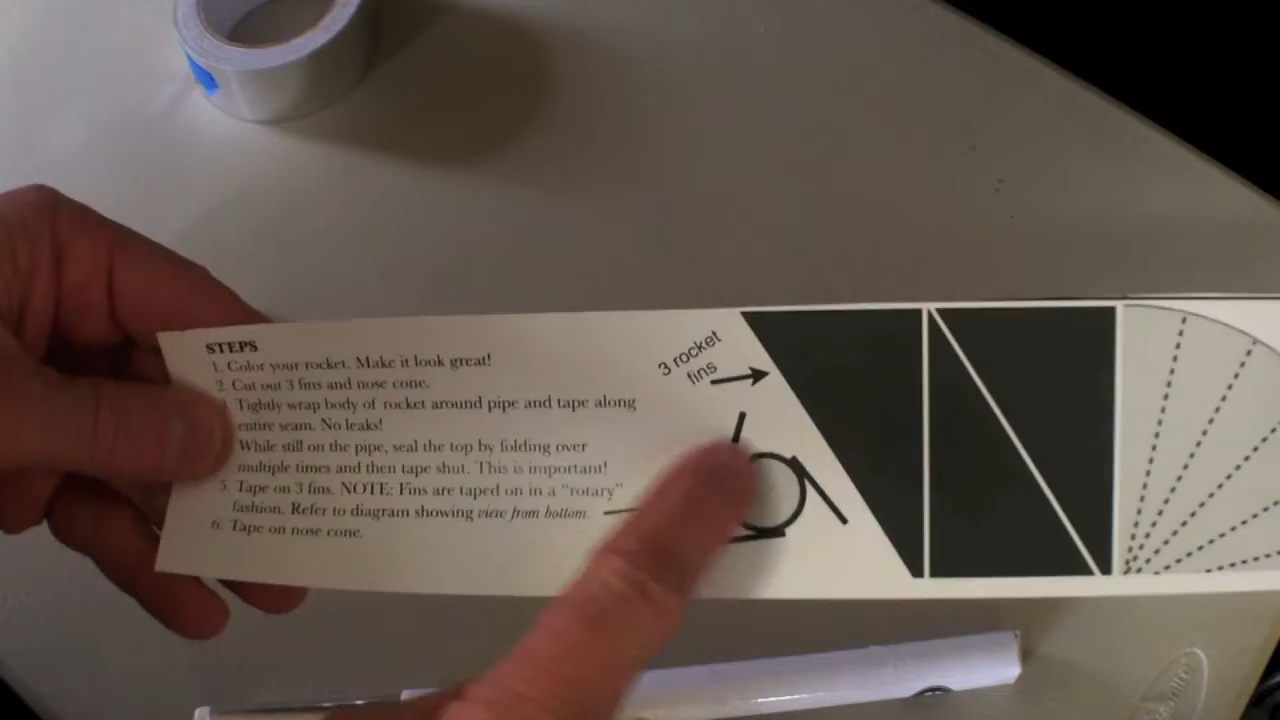 STEPS
1. Color your rocket. Make it look great!
2. Cut out 3 fins and nose cone.
Tightly wrap body of rocket around pipe and tape along
entire seam. No leaks!
While still on the pipe, seal the top by folding over
multiple times and then tape shut. This is important!
5. Tape on 3 fins. NOTE: Fins are taped on in a “rotary”
fashion. Refer to diagram showing view from bottom.
6. Tape on nose cone.
3 rocket
fins